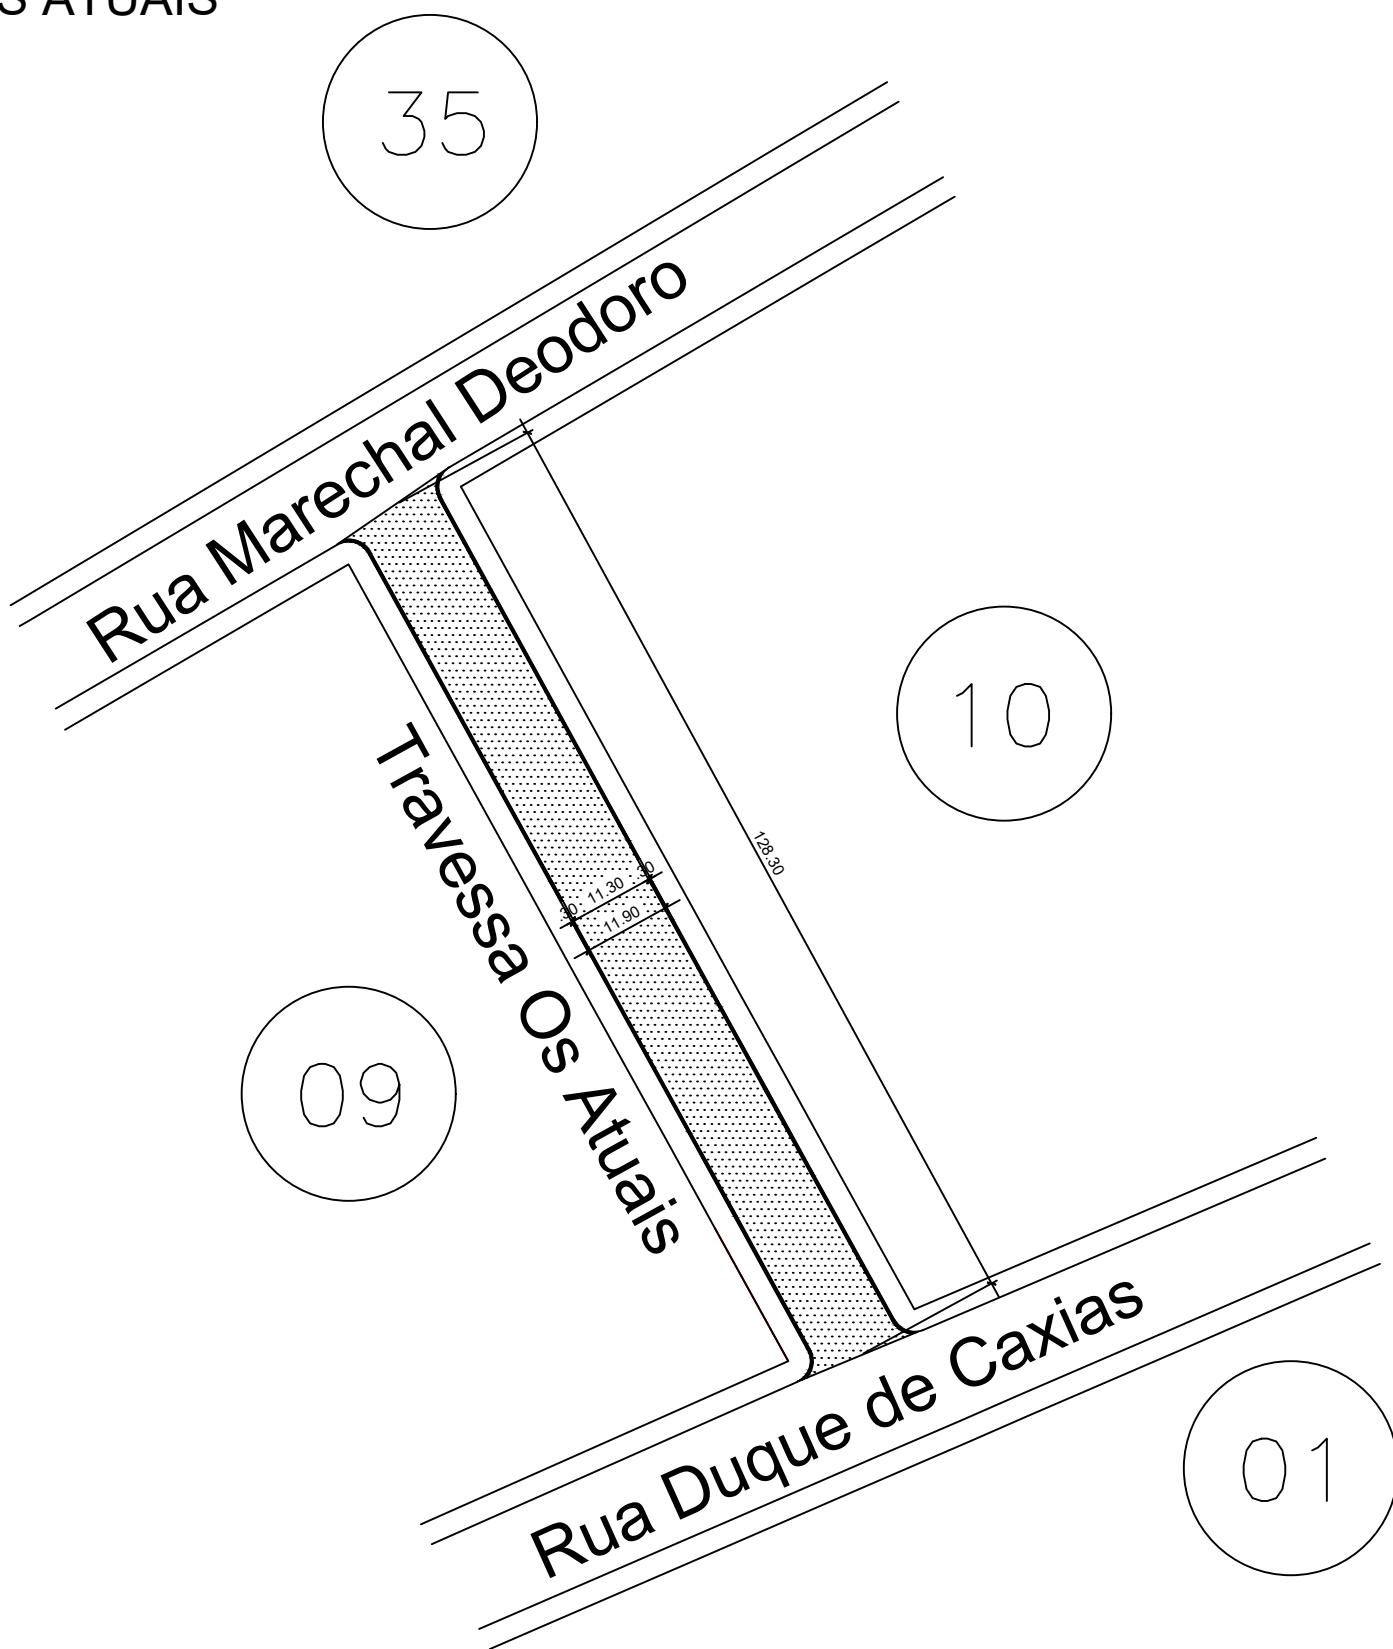 S ATUAIS
35
Rua Marechal Deodoro
10
128.30
Travessa Os Atuais
.30
11.30
.30
11.90
09
Rua Duque de Caxias
01